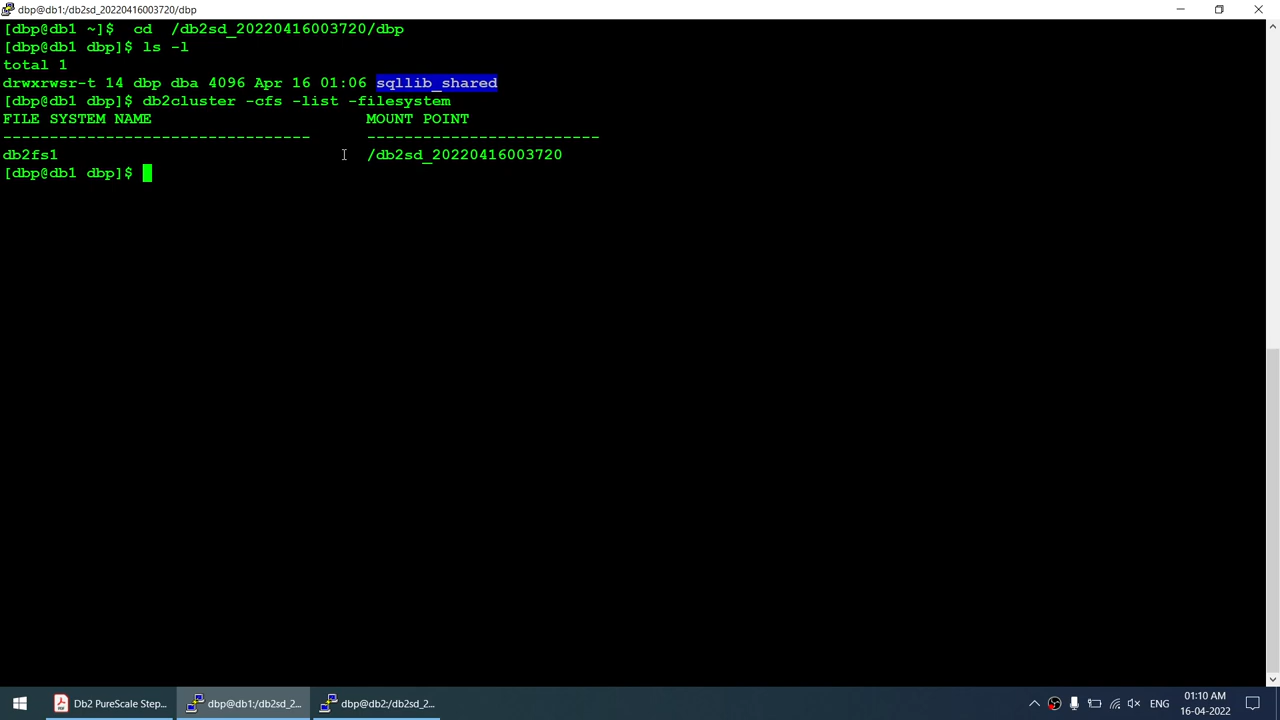 dbp@db1:/db2sd_20220416003720/dbp
[dbp@db1 ~]$  cd  /db2sd_20220416003720/dbp
[dbp@db1 dbp]$ ls -l
total 1
drwxrwsr-t 14 dbp dba 4096 Apr 16 01:06 sqllib_shared
[dbp@db1 dbp]$ db2cluster -cfs -list -filesystem
FILE SYSTEM NAME                       MOUNT POINT
---------------------------------      -------------------------
db2fs1                                 /db2sd_20220416003720
[dbp@db1 dbp]$
Db2 PureScale Step...
dbp@db1:/db2sd_2...
dbp@db2:/db2sd_2...
ENG
01:10 AM
16-04-2022